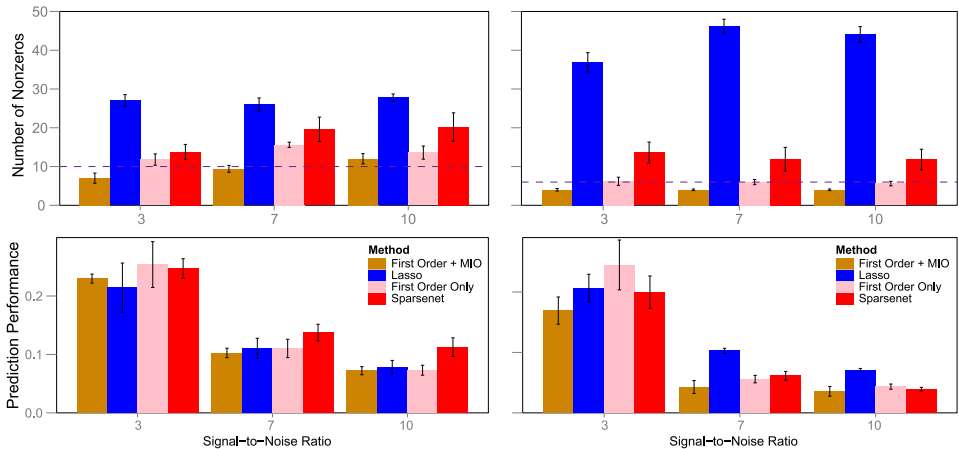 Number of Nonzeros
50
40
30
20
10
0
3
7
10
3
7
10
Prediction Performance
0.2
0.1
0.0
Method
First Order + MIO
Lasso
First Order Only
Sparsenet
Method
First Order + MIO
Lasso
First Order Only
Sparsenet
3
7
10
3
7
10
Signal−to−Noise Ratio
Signal−to−Noise Ratio